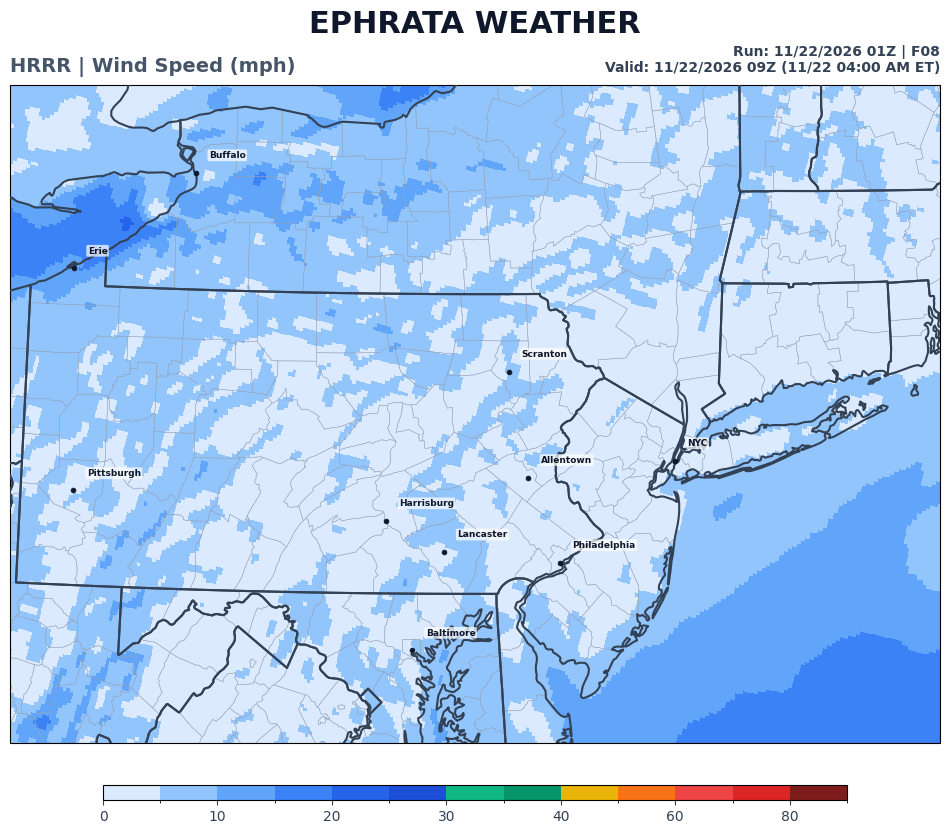 EPHRATA WEATHER
HRRR | Wind Speed (mph)
Run: 11/22/2026 01Z | F08
Valid: 11/22/2026 09Z (11/22 04:00 AM ET)
Buffalo
Erie
Scranton
NYC
Allentown
Pittsburgh
Harrisburg
Lancaster
Philadelphia
Baltimore
0 10 20 30 40 50 60 70 80